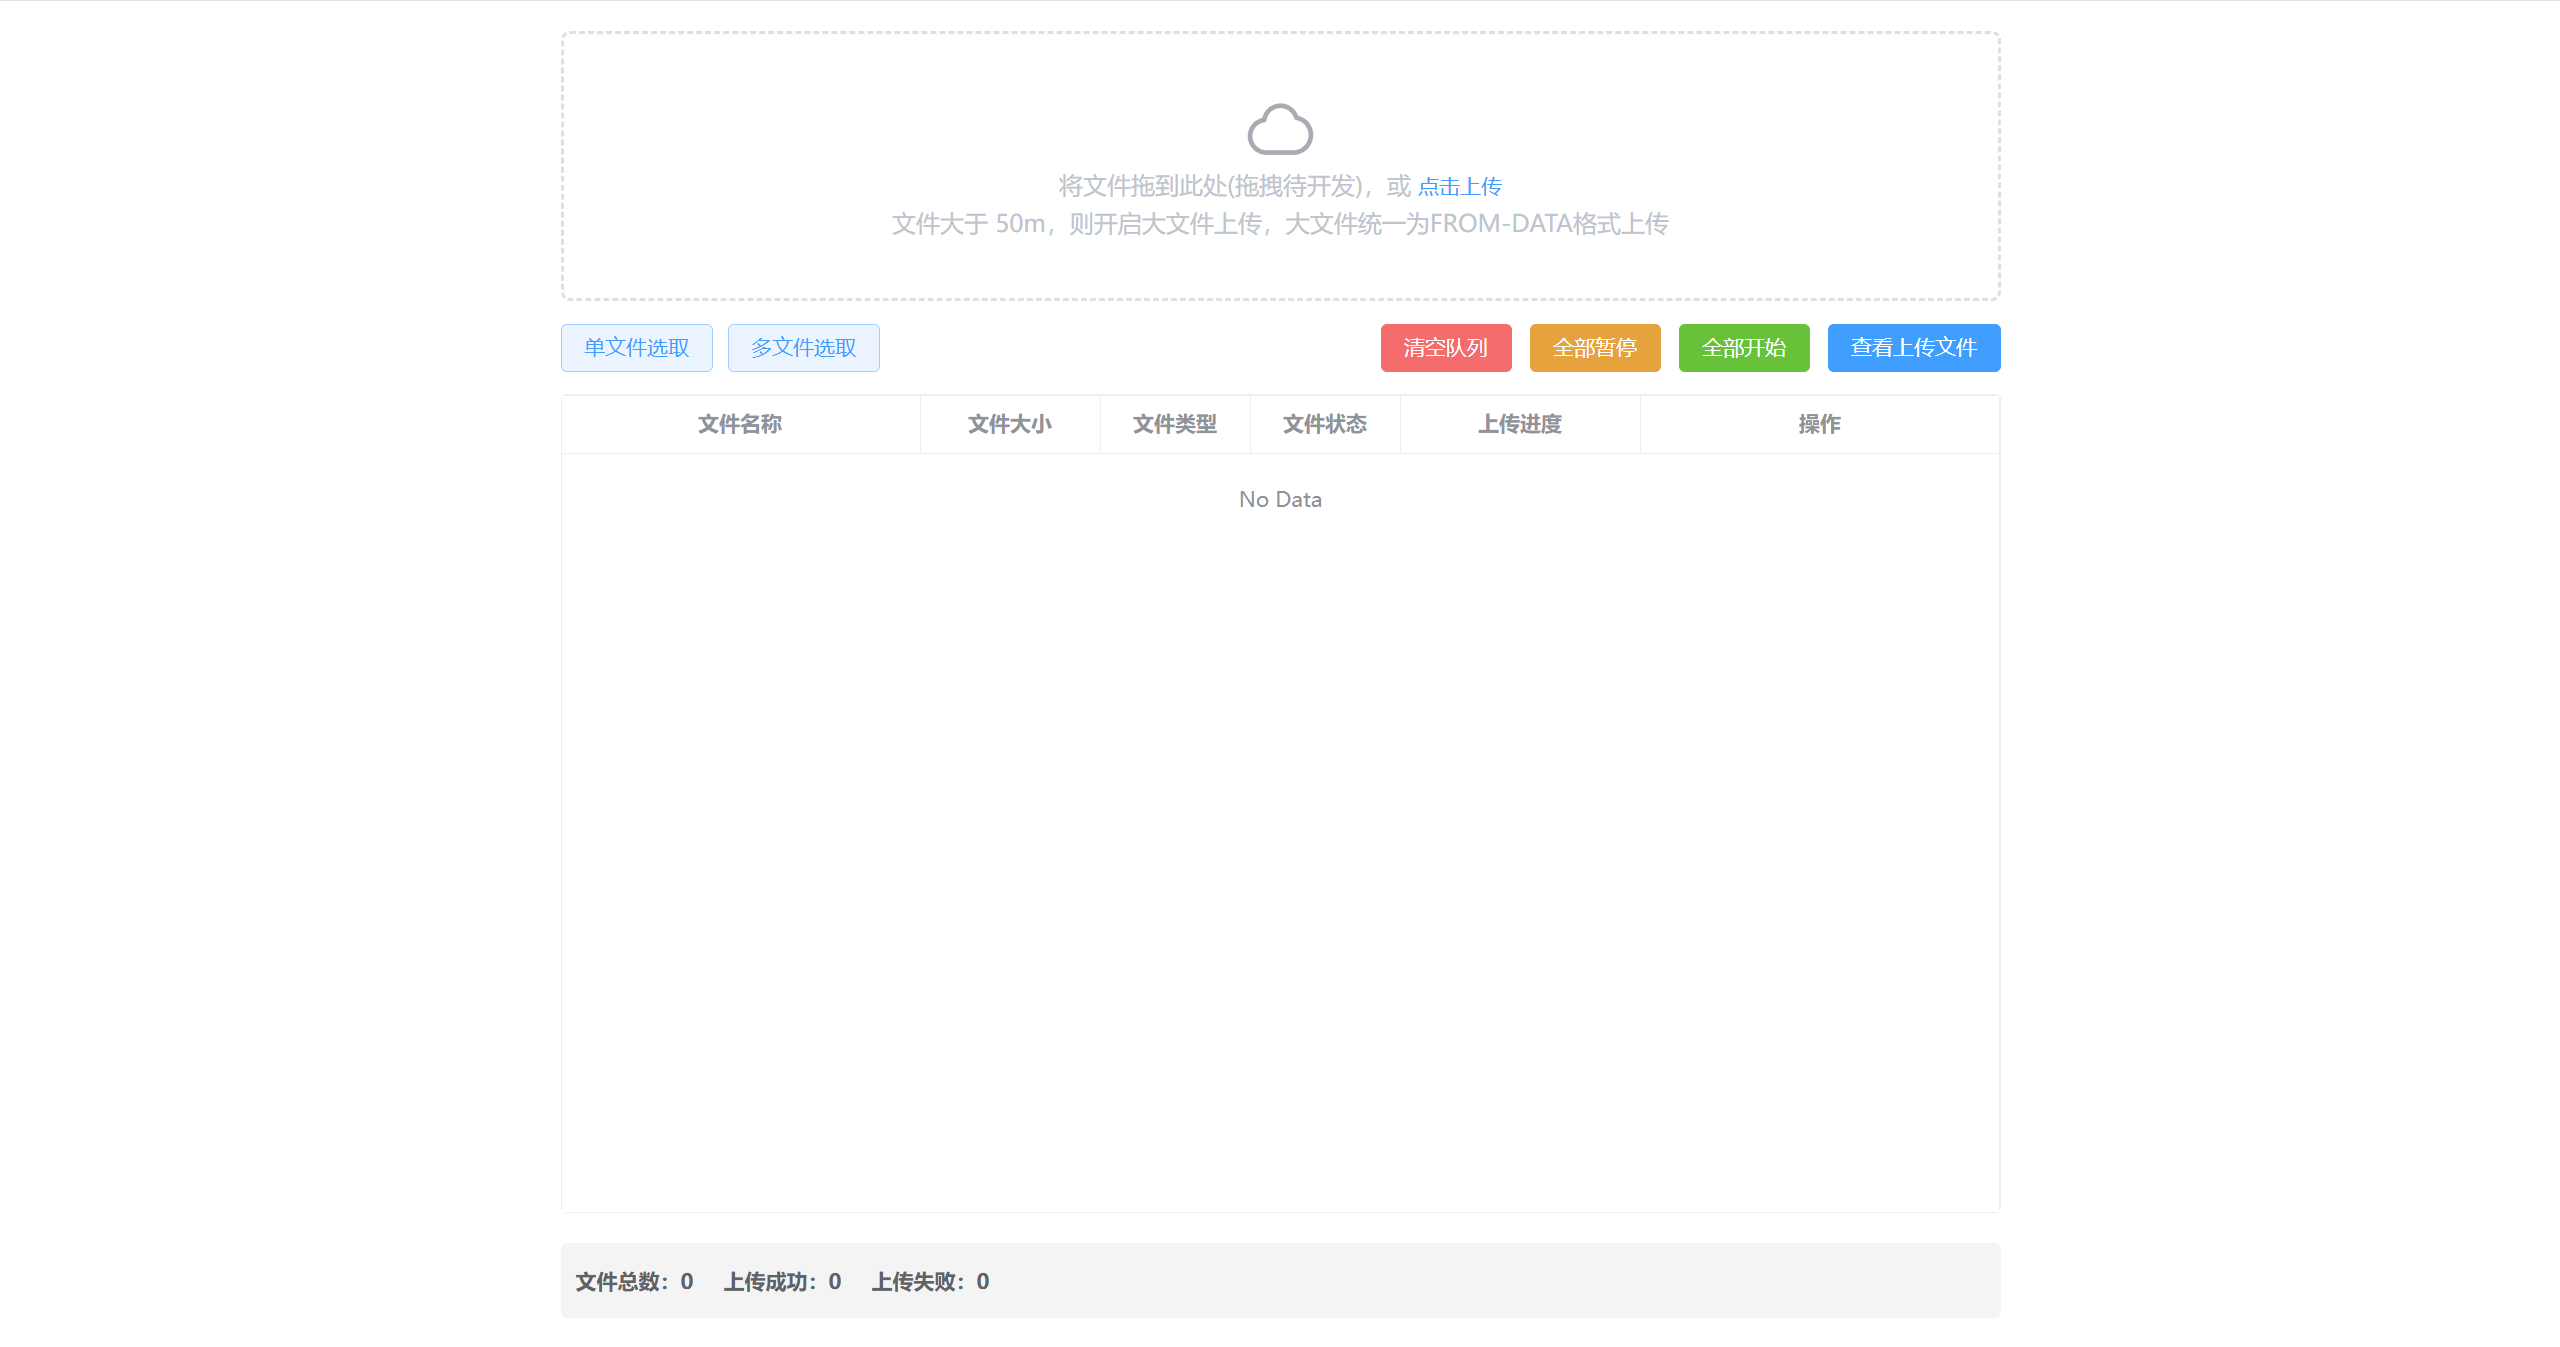 将文件拖到此处(拖拽待开发)，或 点击上传
文件大于 50m，则开启大文件上传，大文件统一为FROM-DATA格式上传
单文件选取 多文件选取 清空队列 全部暂停 全部开始 查看上传文件
文件名称 文件大小 文件类型 文件状态 上传进度 操作
No Data
文件总数：0 上传成功：0 上传失败：0